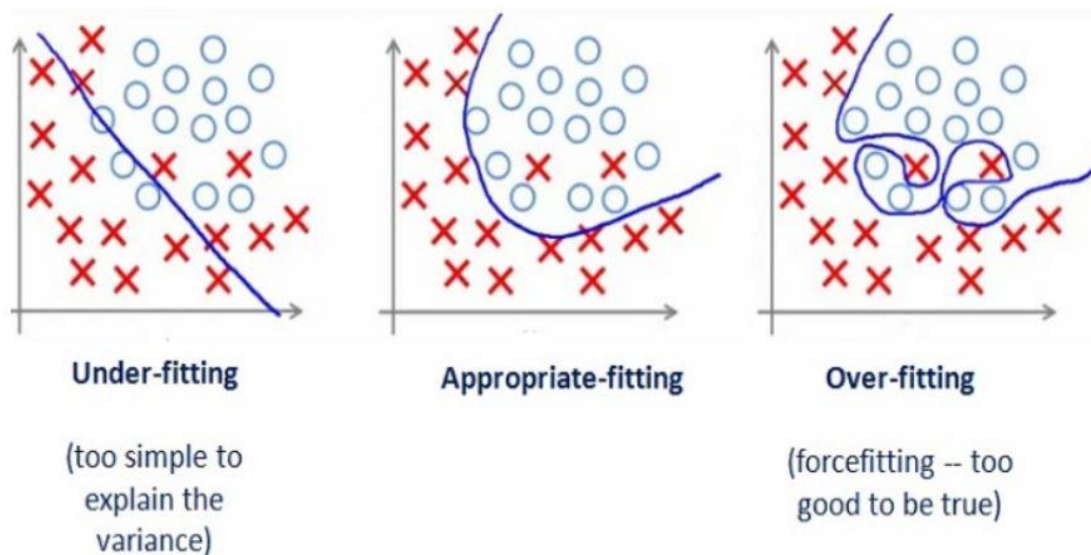 Under-fitting
Appropriate-fitting
Over-fitting
(too simple to
explain the
variance)
(forcefitting -- too
good to be true)